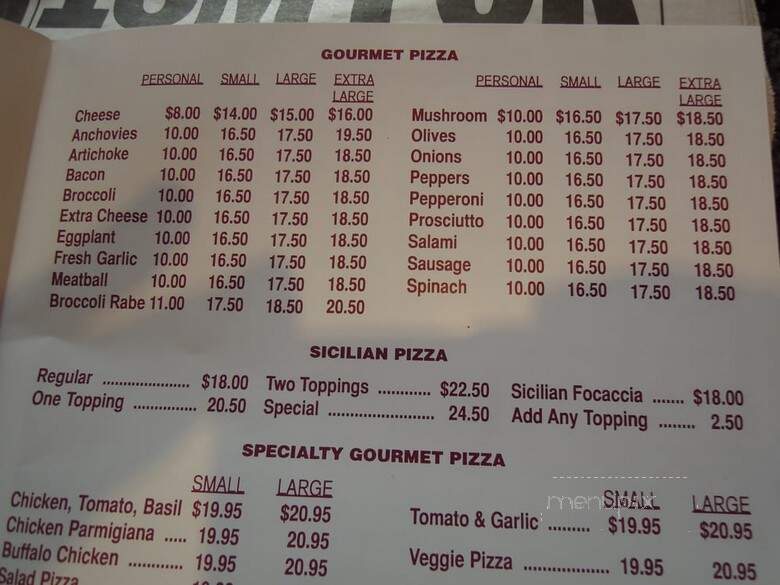 GOURMET PIZZA
PERSONAL SMALL LARGE EXTRA LARGE
Cheese $8.00 $14.00 $15.00 $16.00
Anchovies 10.00 16.50 17.50 19.50
Artichoke 10.00 16.50 17.50 18.50
Bacon 10.00 16.50 17.50 18.50
Broccoli 10.00 16.50 17.50 18.50
Extra Cheese 10.00 16.50 17.50 18.50
Eggplant 10.00 16.50 17.50 18.50
Fresh Garlic 10.00 16.50 17.50 18.50
Meatball 10.00 16.50 17.50 18.50
Broccoli Rabe 11.00 17.50 18.50 20.50
PERSONAL SMALL LARGE EXTRA LARGE
Mushroom $10.00 $16.50 $17.50 $18.50
Olives 10.00 16.50 17.50 18.50
Onions 10.00 16.50 17.50 18.50
Peppers 10.00 16.50 17.50 18.50
Pepperoni 10.00 16.50 17.50 18.50
Prosciutto 10.00 16.50 17.50 18.50
Salami 10.00 16.50 17.50 18.50
Sausage 10.00 16.50 17.50 18.50
Spinach 10.00 16.50 17.50 18.50
SICILIAN PIZZA
Regular ...................... $18.00 Two Toppings ............ $22.50 Sicilian Focaccia ....... $18.00
One Topping ................ 20.50 Special .......................... 24.50 Add Any Topping ........ 2.50
SPECIALTY GOURMET PIZZA
SMALL LARGE
Chicken, Tomato, Basil $19.95 $20.95
Chicken Parmigiana ..... 19.95 20.95
Buffalo Chicken ............ 19.95 20.95
Salad Pizza
SMALL LARGE
Tomato & Garlic ......... $19.95 $20.95
Veggie Pizza ..................... 19.95 20.95
menupix